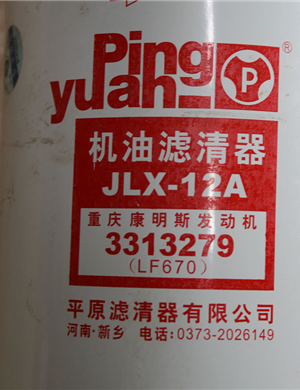 Ping
yuang
®
P
机油滤清器
JLX-12A
重庆康明斯发动机
3313279
(LF670)
平原滤清器有限公司
河南·新乡 电话:0373-2026149